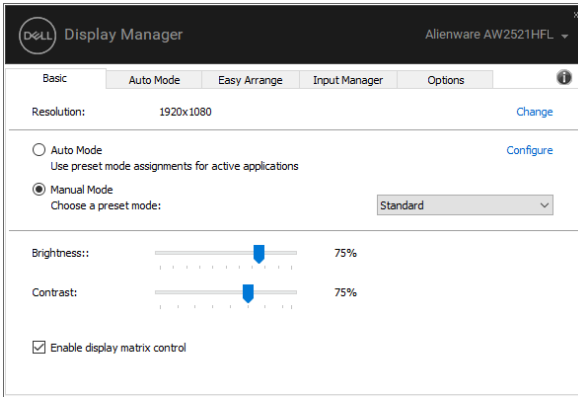 DELL Display Manager Alienware AW2521HFL
Basic Auto Mode Easy Arrange Input Manager Options i
Resolution: 1920x1080 Change
Auto Mode Configure
Use preset mode assignments for active applications
Manual Mode
Choose a preset mode: Standard
Brightness:: 75%
Contrast: 75%
Enable display matrix control